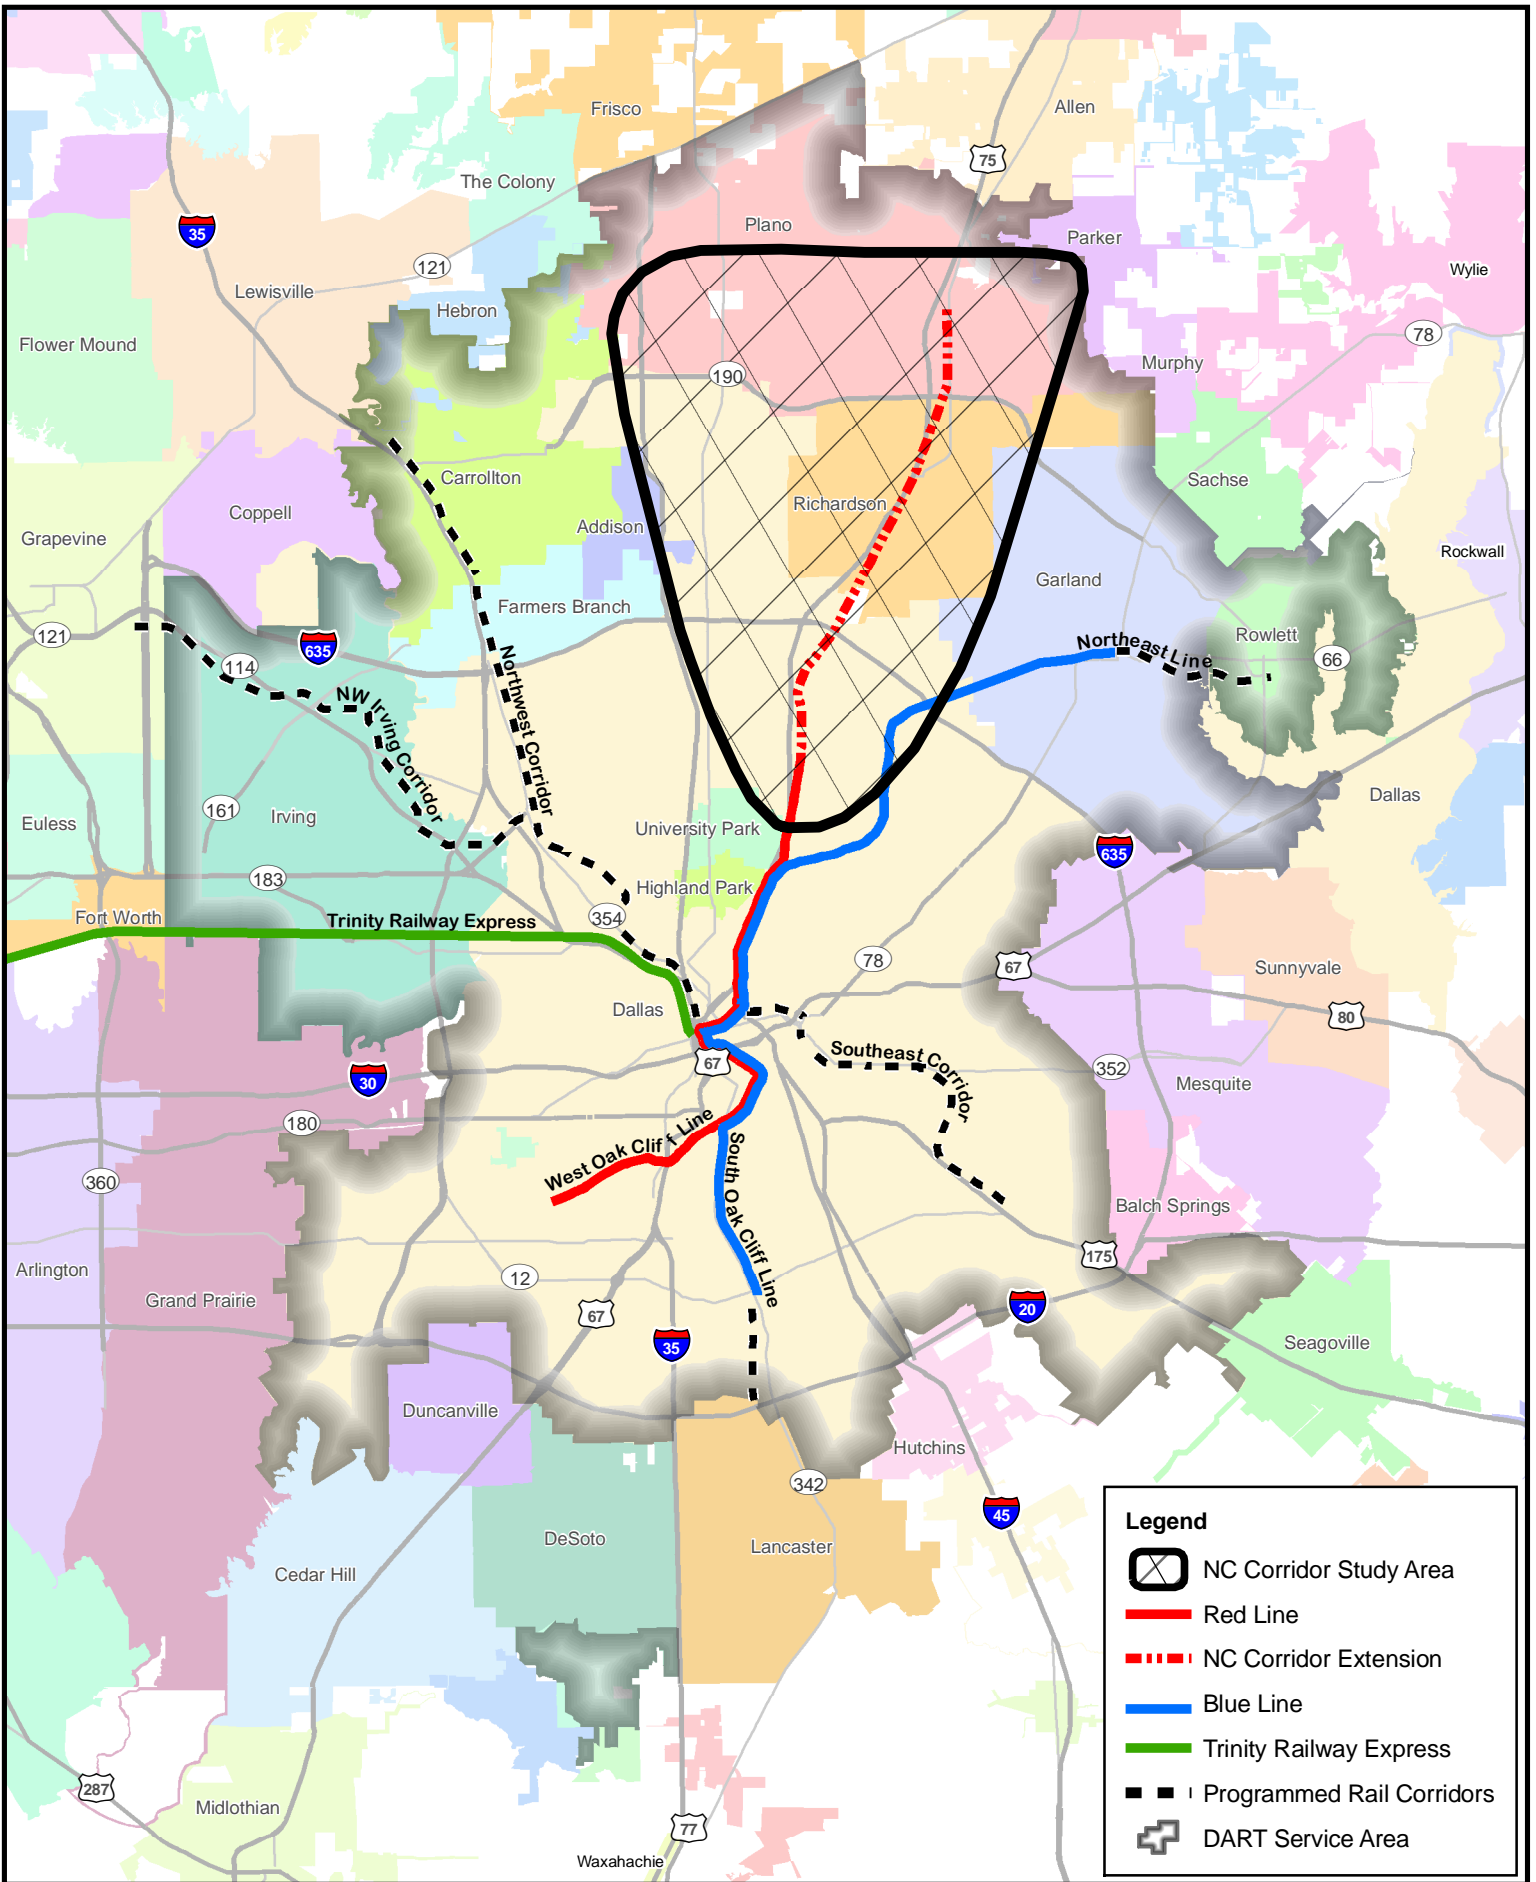 Frisco
Allen
75
The Colony
Plano
35
Parker
121
Wylie
Lewisville
Hebron
Flower Mound
78
Murphy
190
Carrollton
Sachse
Richardson
Coppell
Addison
Grapevine
Rockwall
Garland
Farmers Branch
121
635
Rowlett
Northeast Line
66
114
Northwest Corridor
NW Irving Corridor
Dallas
161
Irving
Euless
University Park
635
183
Highland Park
Fort Worth
354
Trinity Railway Express
78
67
Sunnyvale
Dallas
80
67
Southeast Corridor
352
30
Mesquite
180
West Oak Cliff Line
South Oak Cliff Line
360
Balch Springs
175
Arlington
12
Grand Prairie
67
20
35
Seagoville
Duncanville
Hutchins
342
45
DeSoto
Lancaster
Cedar Hill
287
Midlothian
77
Waxahachie
Legend
NC Corridor Study Area
Red Line
NC Corridor Extension
Blue Line
Trinity Railway Express
Programmed Rail Corridors
DART Service Area